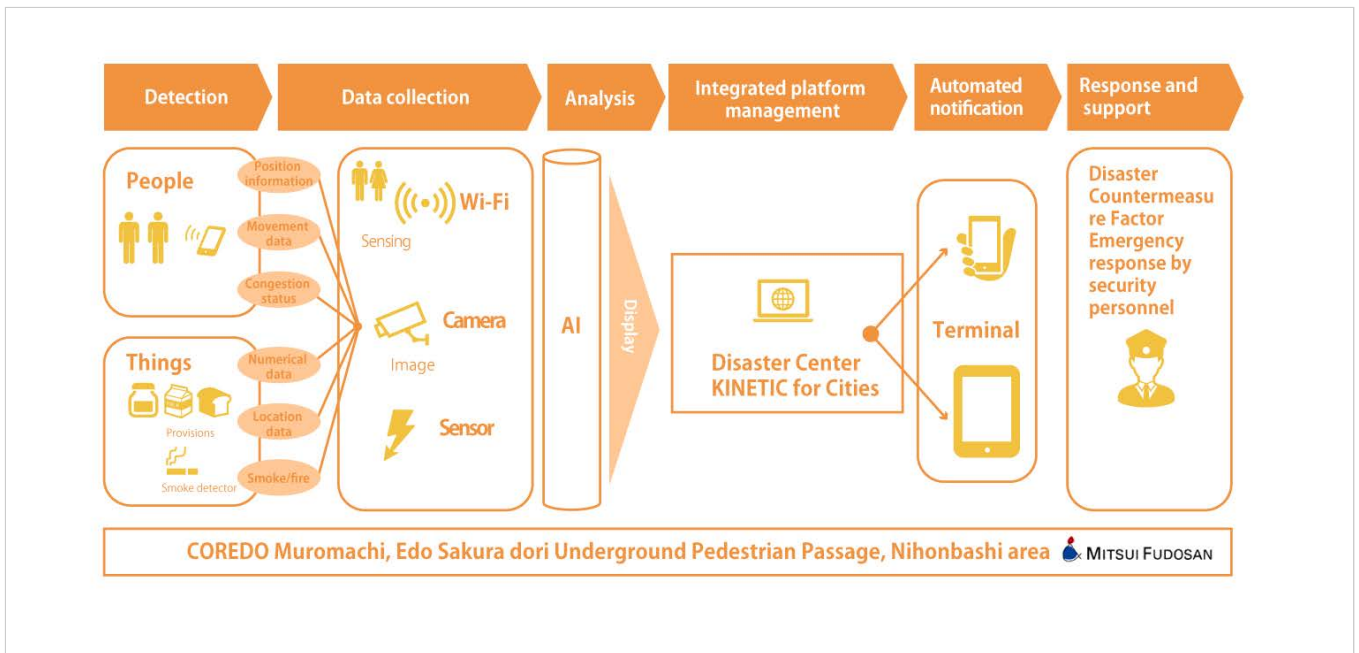 Detection
Data collection
Analysis
Integrated platform
management
Automated
notification
Response and
support
People
Position
information
Movement
data
Congestion
status
Things
Provisions
Smoke detector
Numerical
data
Location
data
Smoke/fire
Wi-Fi
Sensing
Camera
Image
Sensor
AI
Display
Disaster Center
KINETIC for Cities
Terminal
Disaster
Countermeasu
re Factor
Emergency
response by
security
personnel
COREDO Muromachi, Edo Sakura dori Underground Pedestrian Passage, Nihonbashi area MITSUI FUDOSAN